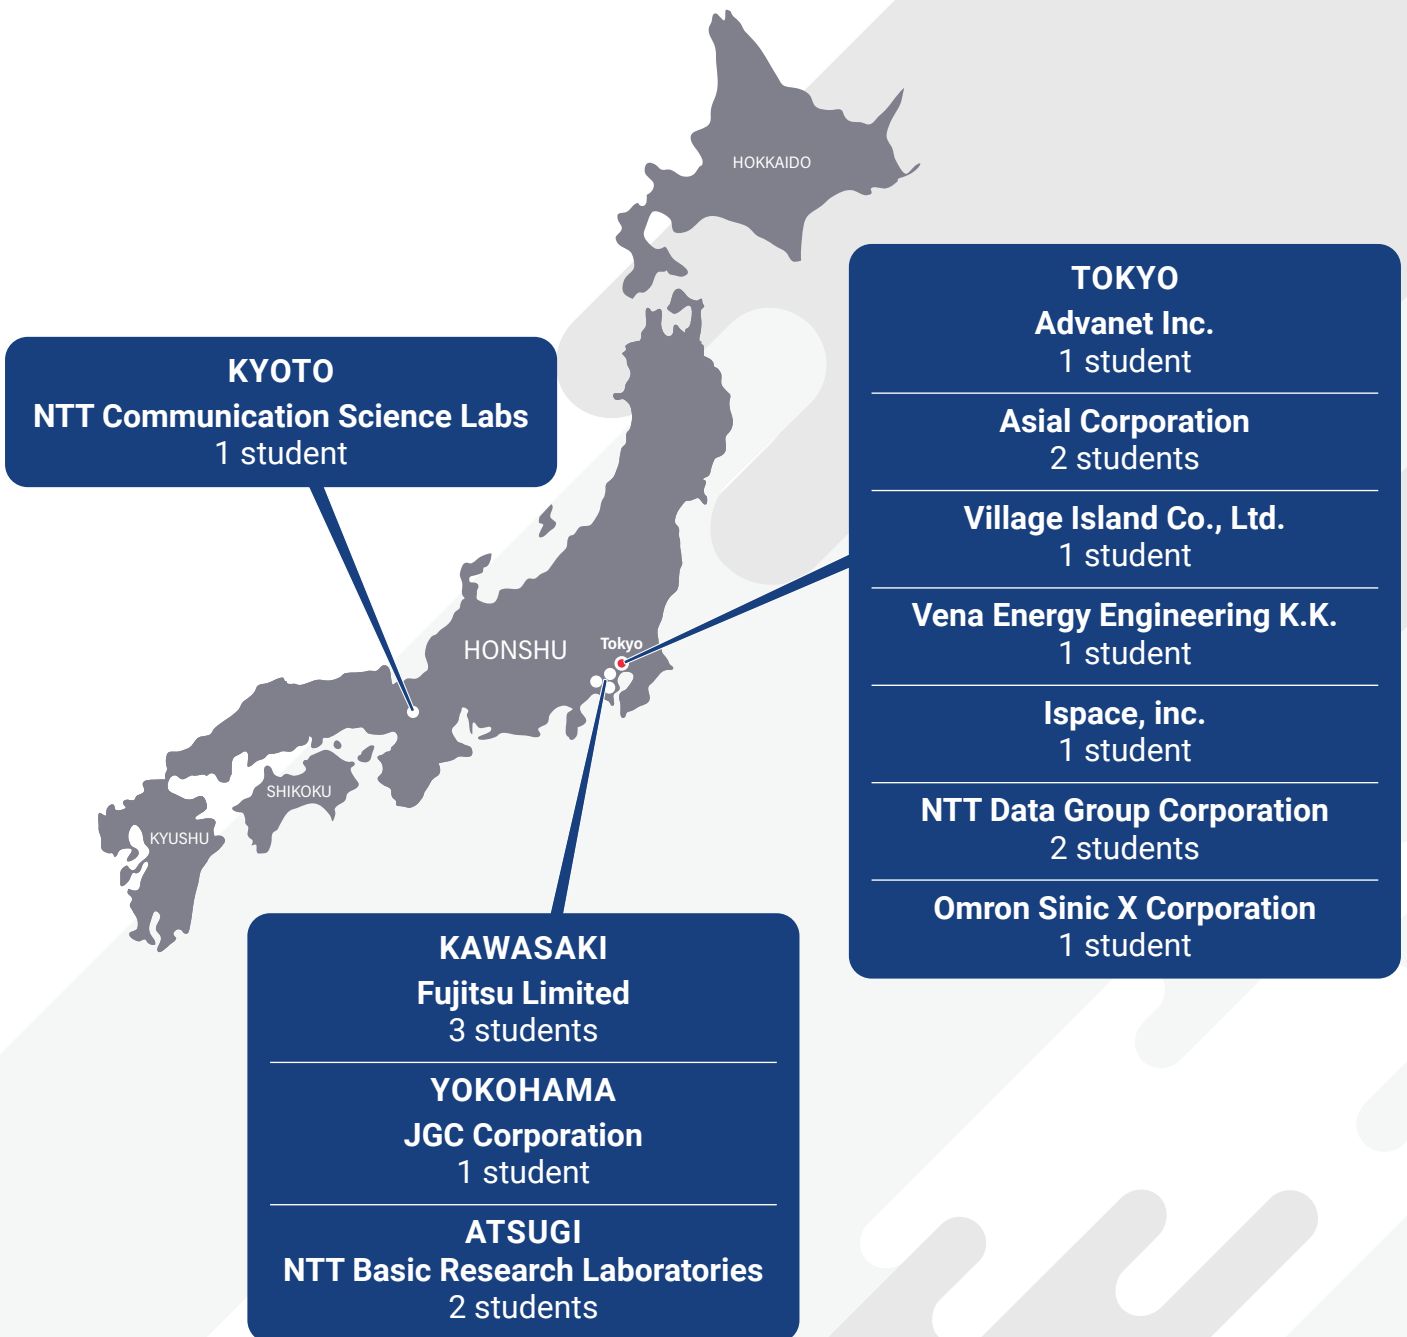 HOKKAIDO
TOKYO
Advanet Inc.
1 student
Asial Corporation
2 students
Village Island Co., Ltd.
1 student
Vena Energy Engineering K.K.
1 student
Ispace, inc.
1 student
NTT Data Group Corporation
2 students
Omron Sinic X Corporation
1 student
KYOTO
NTT Communication Science Labs
1 student
HONSHU
Tokyo
SHIKOKU
KYUSHU
KAWASAKI
Fujitsu Limited
3 students
YOKOHAMA
JGC Corporation
1 student
ATSUGI
NTT Basic Research Laboratories
2 students